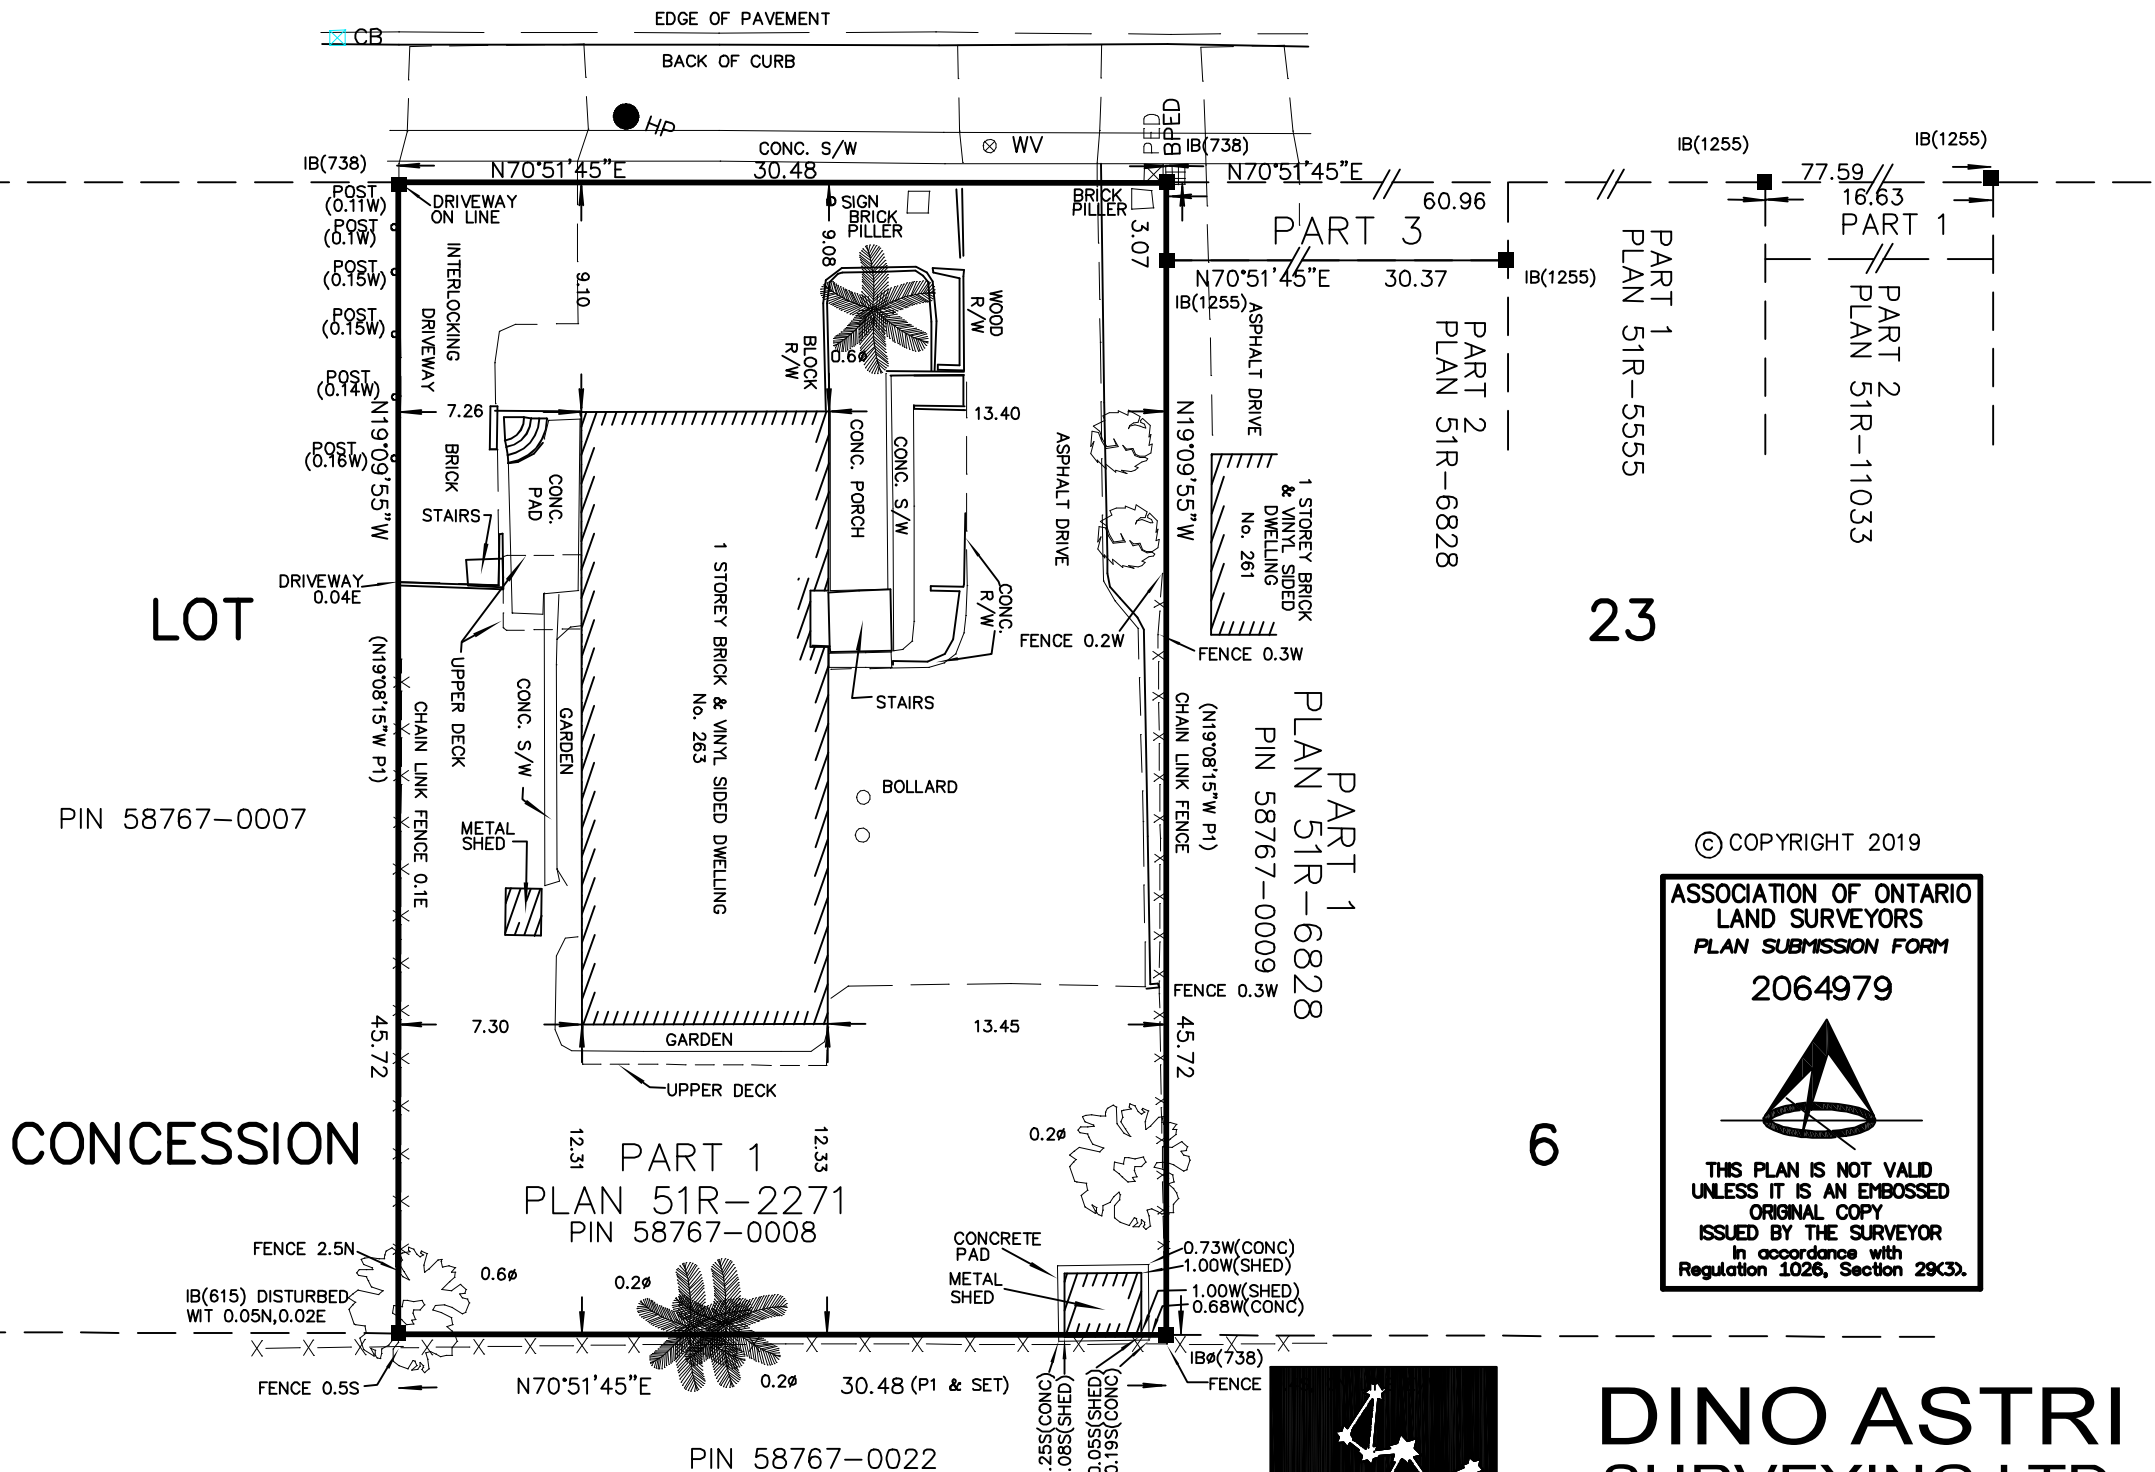 EDGE OF PAVEMENT
CB
BACK OF CURB
HP
CONC. S/W
WV
PED
BPED
IB(738)
N70°51'45"E
30.48
IB(738)
N70°51'45"E
60.96
IB(1255)
77.59
16.63
IB(1255)
PART 1
POST
(0.11W)
POST
(0.1W)
POST
(0.15W)
POST
(0.15W)
POST
(0.14W)
POST
(0.16W)
DRIVEWAY
ON LINE
INTERLOCKING
BRICK
DRIVEWAY
9.10
9.08
SIGN
BRICK
PILLER
BRICK
PILLER
3.07
PART 3
N70°51'45"E
30.37
IB(1255)
IB(1255)
PART 1
PLAN 51R-5555
PART 2
PLAN 51R-11033
PART 2
PLAN 51R-6828
WOOD
R/W
BLOCK
R/W
0.6ø
ASPHALT DRIVE
N19°09'55"W
7.26
13.40
N19°09'55"W
CONC. PORCH
CONC. S/W
ASPHALT DRIVE
CONC.
PAD
STAIRS
1 STOREY BRICK
& VINYL SIDED
DWELLING
No. 261
DRIVEWAY
0.04E
LOT
23
CONC.
R/W
FENCE 0.2W
FENCE 0.3W
1 STOREY BRICK & VINYL SIDED DWELLING
No. 263
(N19°08'15"W P1)
CHAIN LINK FENCE 0.1E
UPPER DECK
CONC. S/W
GARDEN
STAIRS
BOLLARD
CHAIN LINK FENCE
(N19°08'15"W P1)
PIN 58767-0009
PLAN 51R-6828
PART 1
PIN 58767-0007
METAL
SHED
FENCE 0.3W
45.72
7.30
13.45
45.72
GARDEN
UPPER DECK
© COPYRIGHT 2019
ASSOCIATION OF ONTARIO
LAND SURVEYORS
PLAN SUBMISSION FORM
2064979
THIS PLAN IS NOT VALID
UNLESS IT IS AN EMBOSSED
ORIGINAL COPY
ISSUED BY THE SURVEYOR
In accordance with
Regulation 1026, Section 29(3).
CONCESSION
6
12.31
12.33
0.2ø
PART 1
PLAN 51R-2271
PIN 58767-0008
CONCRETE
PAD
METAL
SHED
0.73W(CONC)
1.00W(SHED)
1.00W(SHED)
0.68W(CONC)
FENCE 2.5N
0.6ø
0.2ø
IB(615) DISTURBED
WIT 0.05N,0.02E
FENCE 0.5S
N70°51'45"E
0.2ø
30.48 (P1 & SET)
IBø(738)
FENCE
.25S(CONC)
.08S(SHED)
0.05S(SHED)
0.19S(CONC)
PIN 58767-0022
DINO ASTRI
SURVEYING LTD